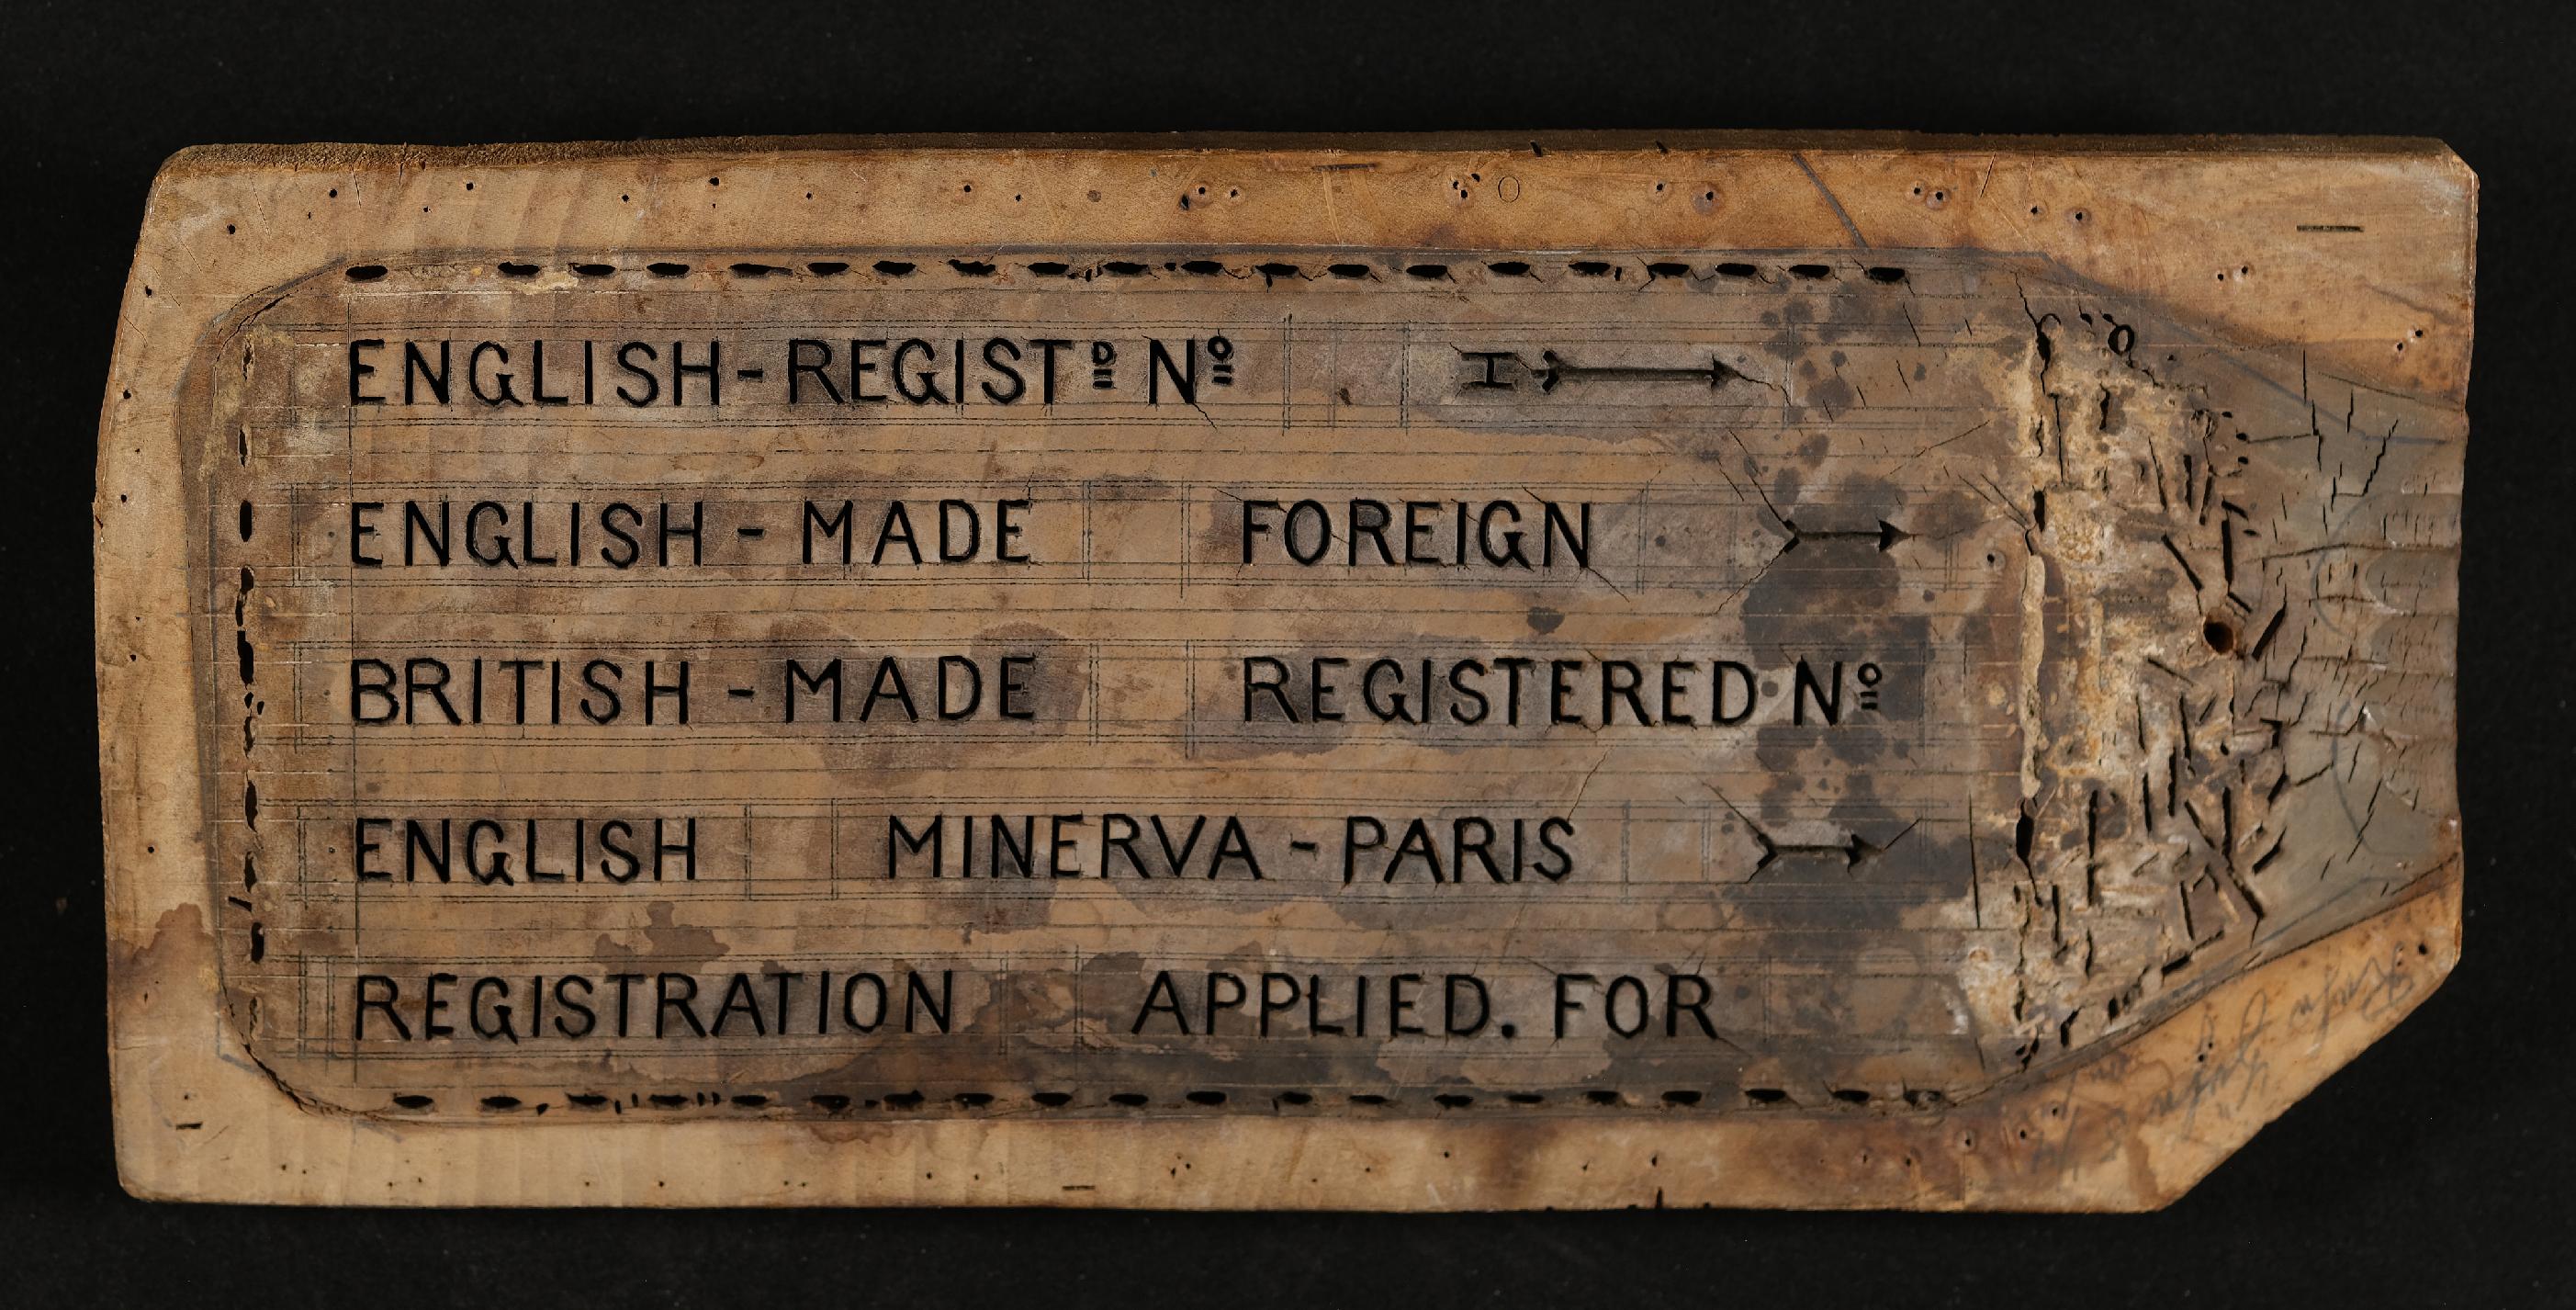 ENGLISH-REGISTᴰ Nº I
ENGLISH - MADE FOREIGN
BRITISH - MADE REGISTERED Nº
ENGLISH MINERVA - PARIS
REGISTRATION APPLIED. FOR